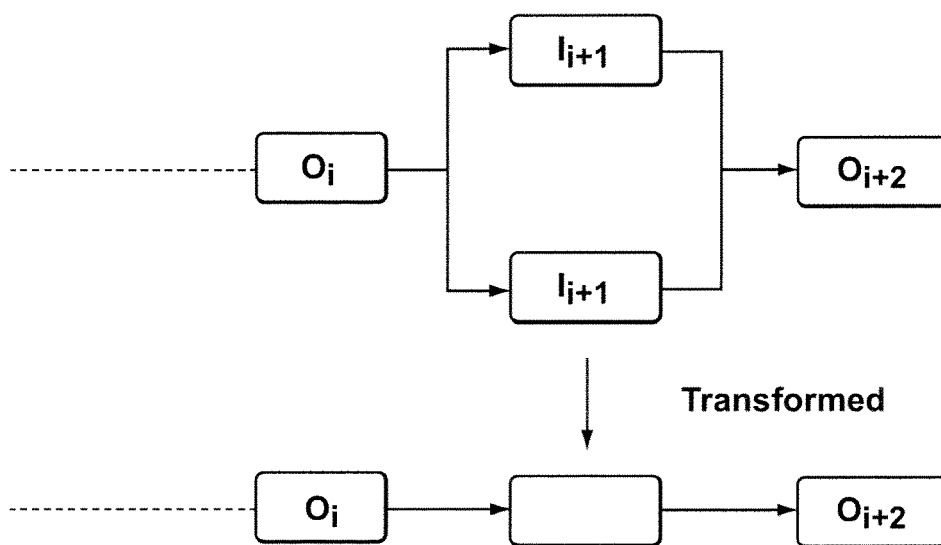 I_{i+1}
O_i
O_{i+2}
I_{i+1}
Transformed
O_i
O_{i+2}